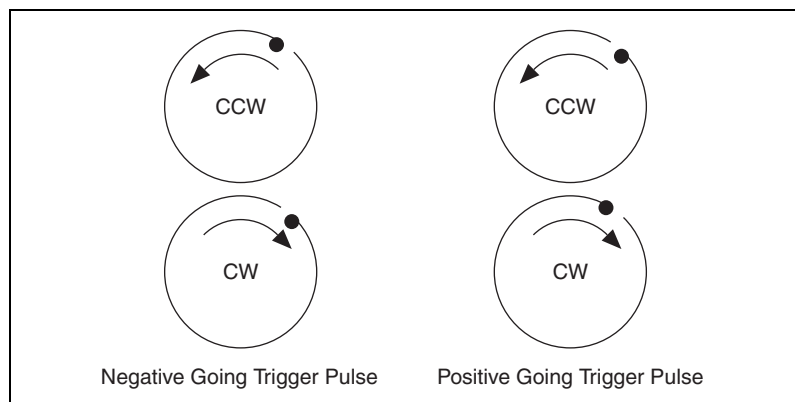 CCW
CCW
CW
CW
Negative Going Trigger Pulse
Positive Going Trigger Pulse